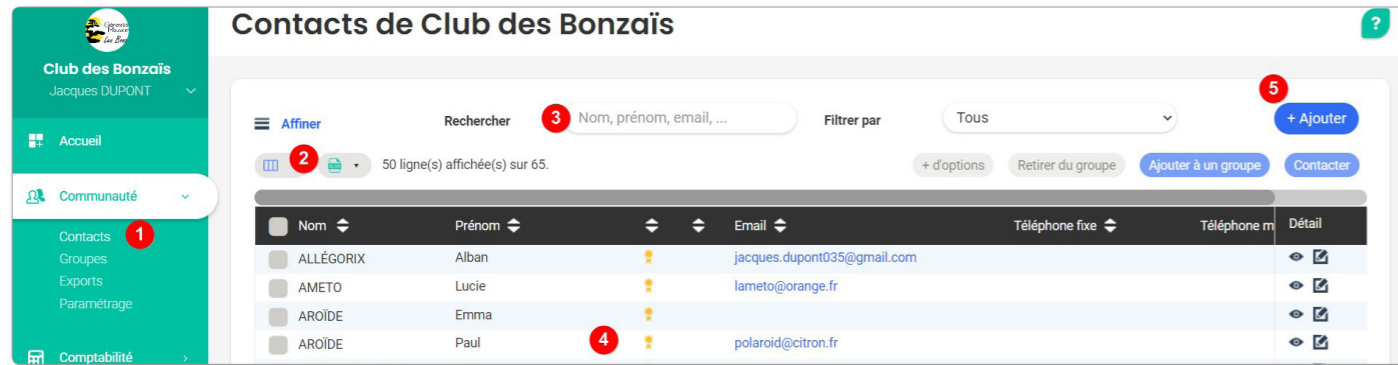 Contacts de Club des Bonzaïs
?
Club des Bonzaïs
Jacques DUPONT
5
Affiner
Rechercher
3
Nom, prénom, email, ...
Filtrer par
Tous
+ Ajouter
Accueil
2
50 ligne(s) affichée(s) sur 65.
+ d'options
Retirer du groupe
Ajouter à un groupe
Contacter
Communauté
Contacts
1
Groupes
Exports
Paramétrage
Comptabilité
Nom Prénom Email Téléphone fixe Téléphone m Détail
ALLÉGORIX Alban jacques.dupont035@gmail.com
AMETO Lucie lameto@orange.fr
AROÏDE Emma
AROÏDE Paul 4 polaroid@citron.fr